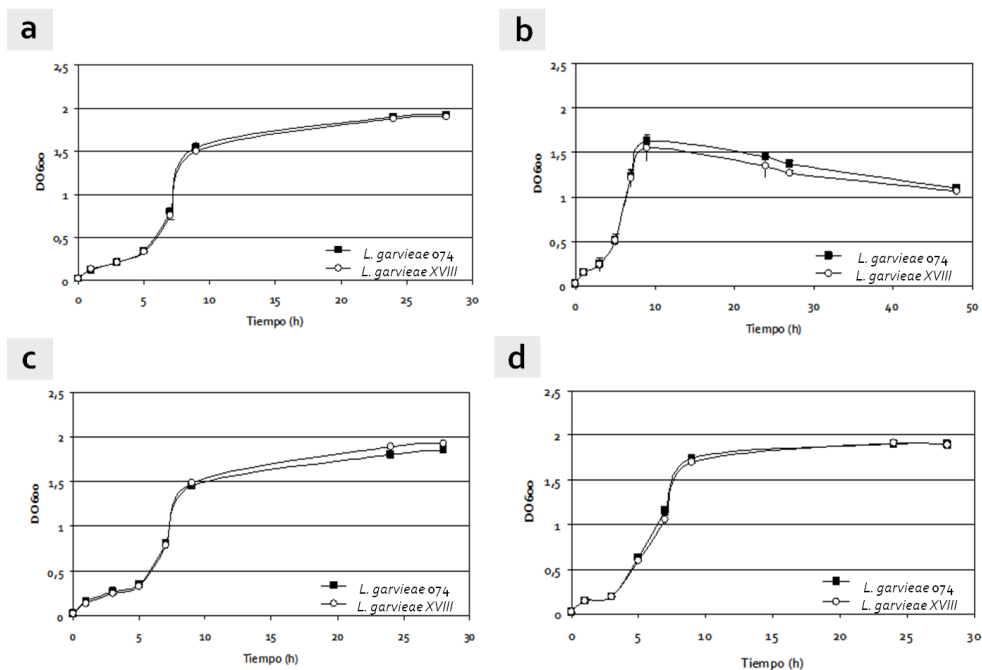 a
2,5
2
1,5
1
0,5
0
DO600
0 5 10 15 20 25 30
Tiempo (h)
L. garvieae 074
L. garvieae XVIII
b
2,5
2
1,5
1
0,5
0
DO600
0 10 20 30 40 50
Tiempo (h)
L. garvieae 074
L. garvieae XVIII
c
2,5
2
1,5
1
0,5
0
DO600
0 5 10 15 20 25 30
Tiempo (h)
L. garvieae 074
L. garvieae XVIII
d
2,5
2
1,5
1
0,5
0
DO600
0 5 10 15 20 25 30
Tiempo (h)
L. garvieae 074
L. garvieae XVIII